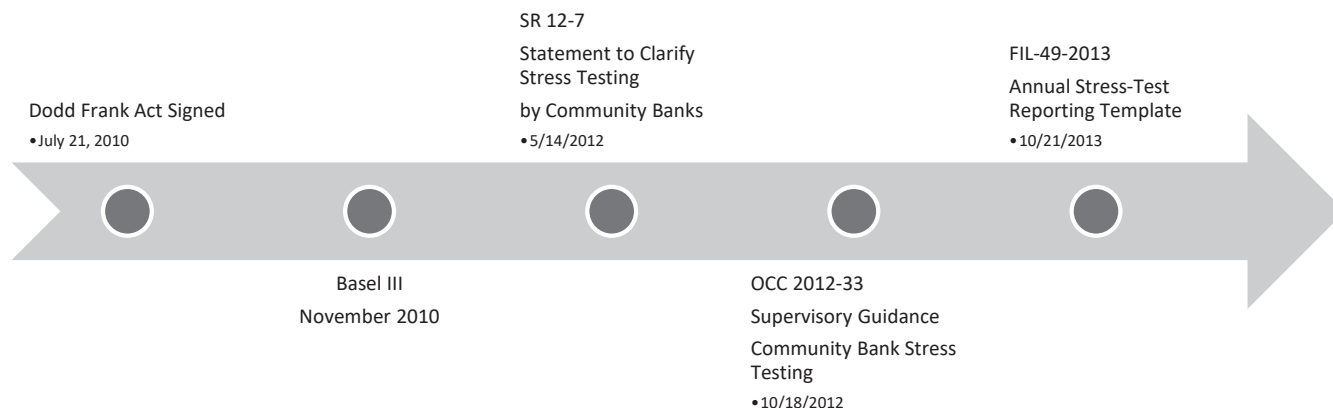 Dodd Frank Act Signed
•July 21, 2010
Basel III
November 2010
SR 12-7
Statement to Clarify
Stress Testing
by Community Banks
•5/14/2012
OCC 2012-33
Supervisory Guidance
Community Bank Stress
Testing
•10/18/2012
FIL-49-2013
Annual Stress-Test
Reporting Template
•10/21/2013